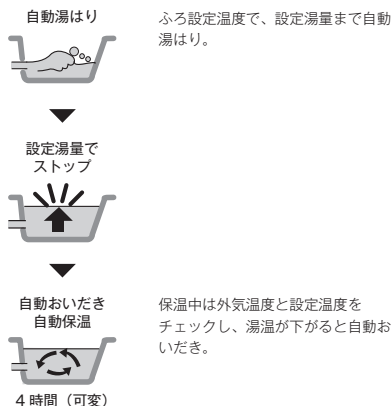 自動湯はり
ふろ設定温度で、設定湯量まで自動
湯はり。
設定湯量で
ストップ
自動おいだき
自動保温
保温中は外気温度と設定温度を
チェックし、湯温が下がると自動お
いだき。
4 時間（可変）